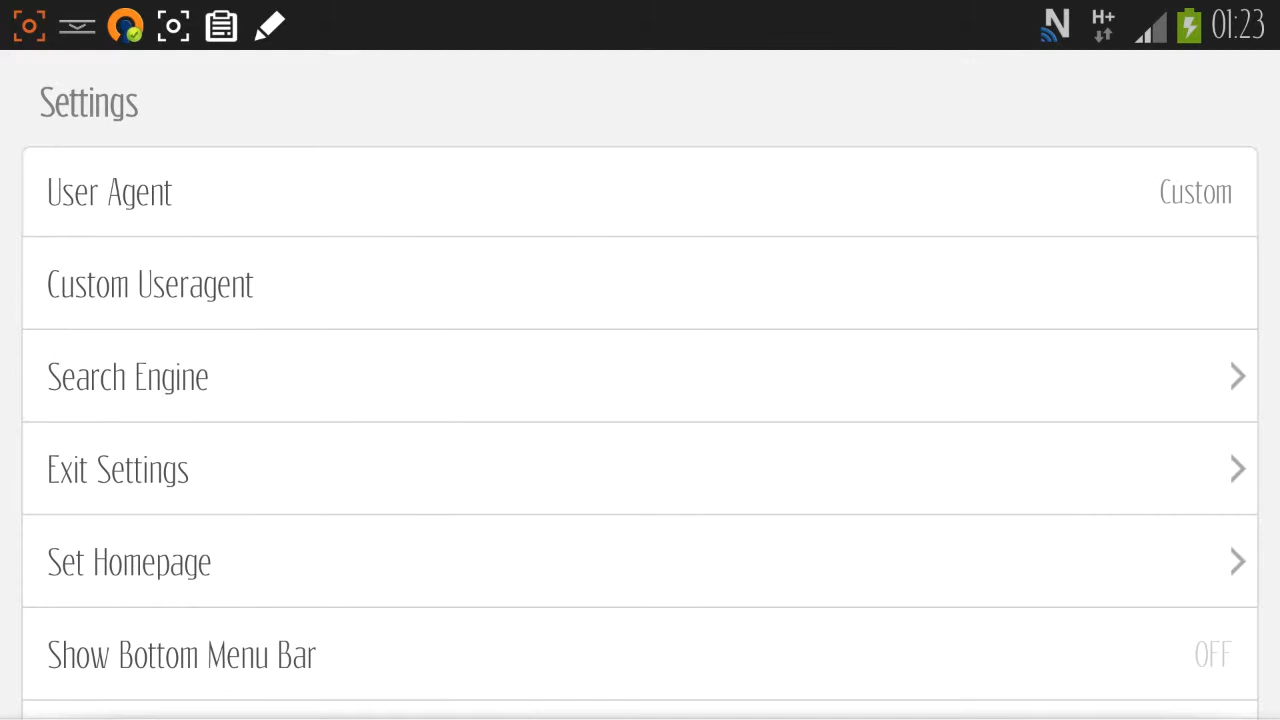 N H+ 01:23
Settings
User Agent Custom
Custom Useragent
Search Engine
Exit Settings
Set Homepage
Show Bottom Menu Bar OFF